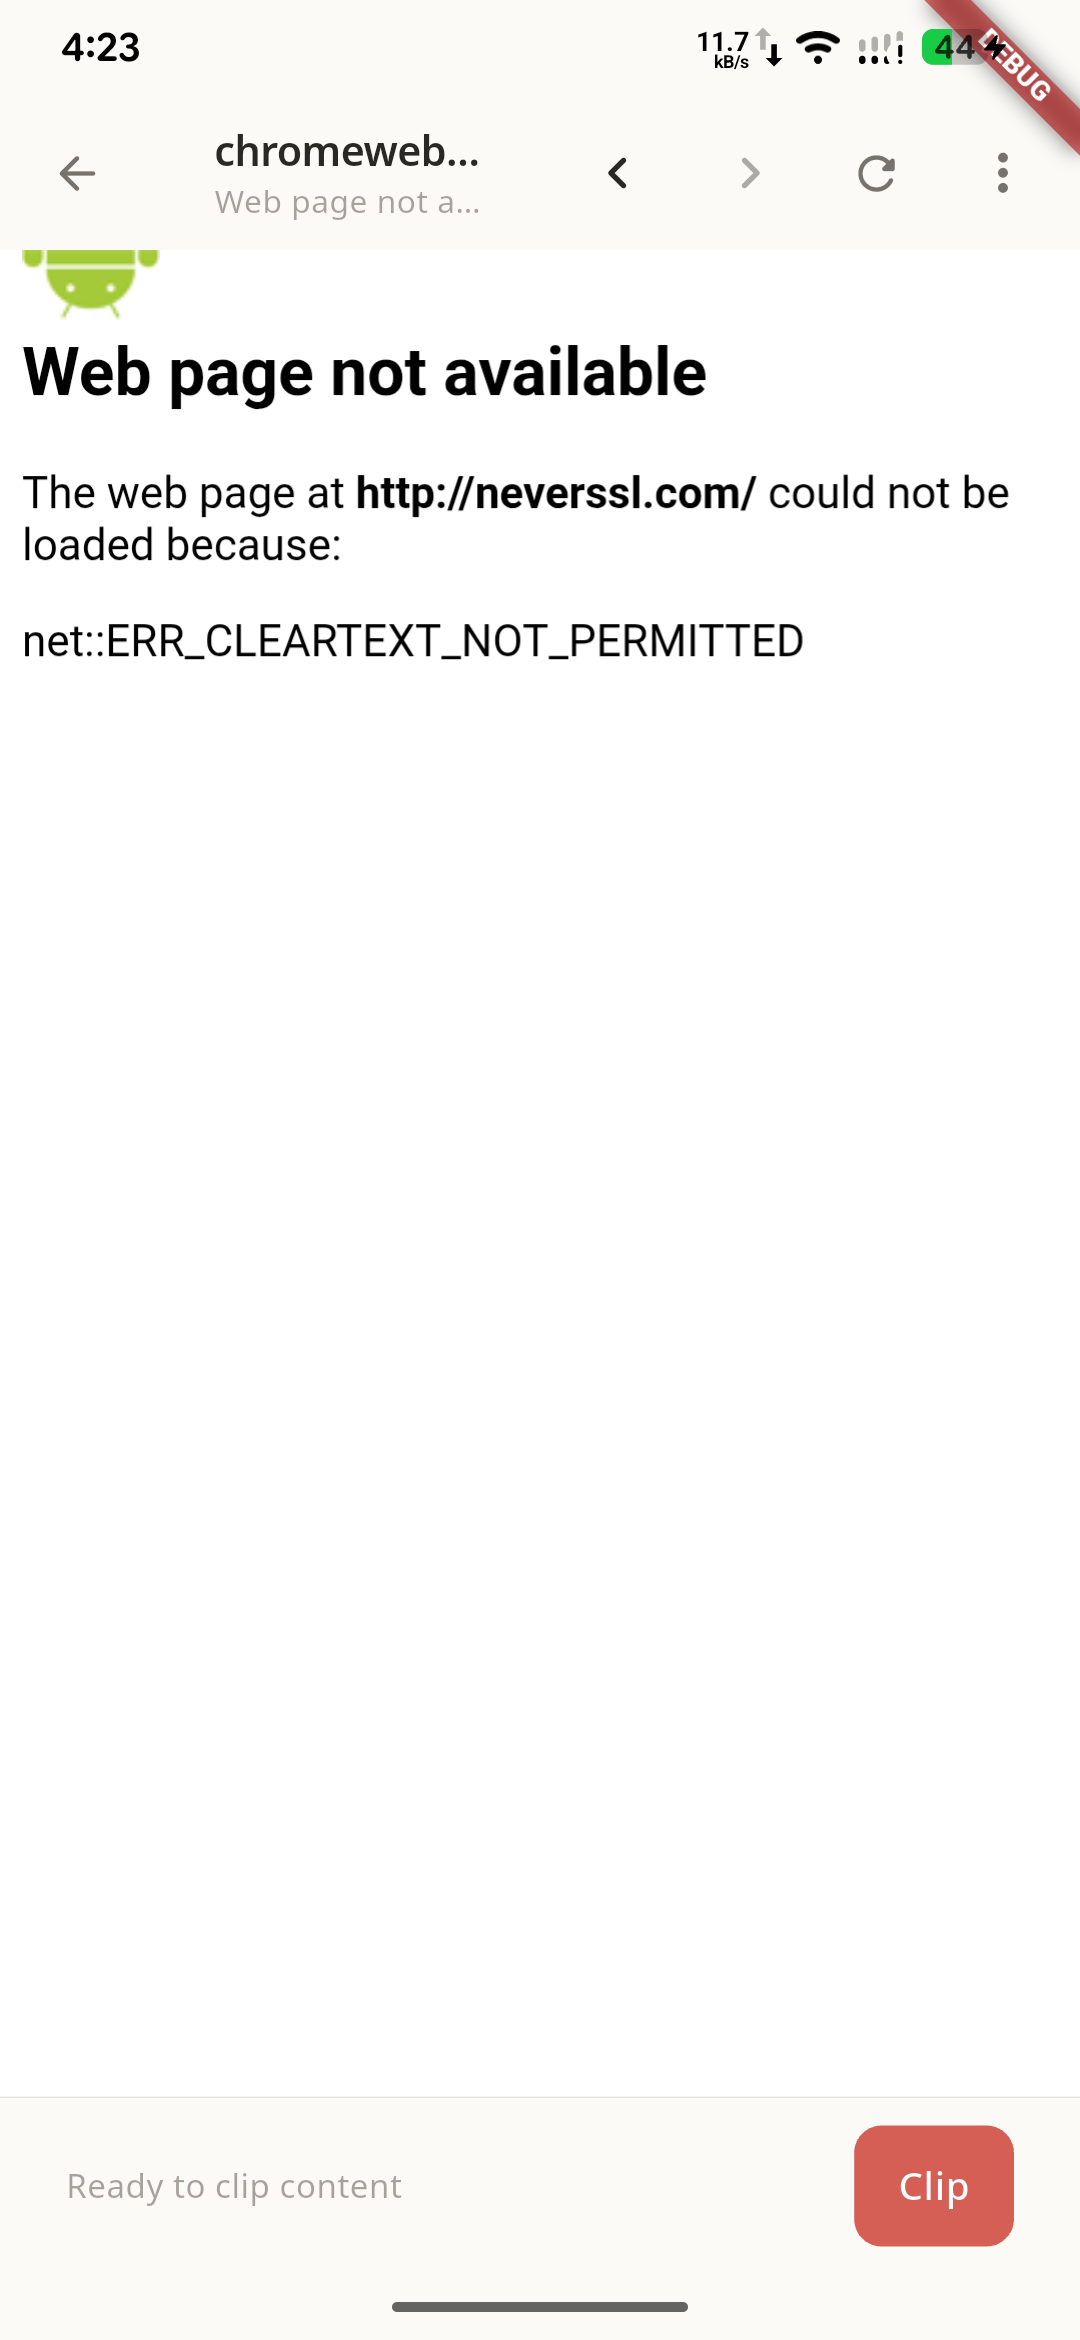 4:23
11.7
kB/s
44
DEBUG
chromeweb...
Web page not a...
Web page not available
The web page at http://neverssl.com/ could not be
loaded because:
net::ERR_CLEARTEXT_NOT_PERMITTED
Ready to clip content
Clip